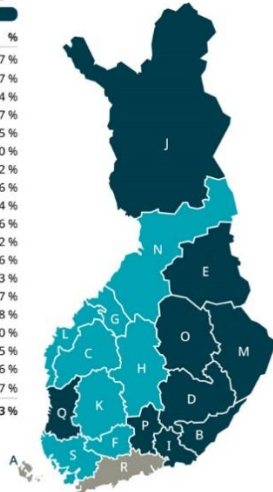 %
7 %
7 %
4 %
7 %
5 %
0 %
2 %
6 %
4 %
6 %
2 %
6 %
3 %
7 %
8 %
0 %
5 %
6 %
7 %
3 %
J
N
E
G
O
L
M
C
H
D
K
Q
P
B
F
I
S
R
A